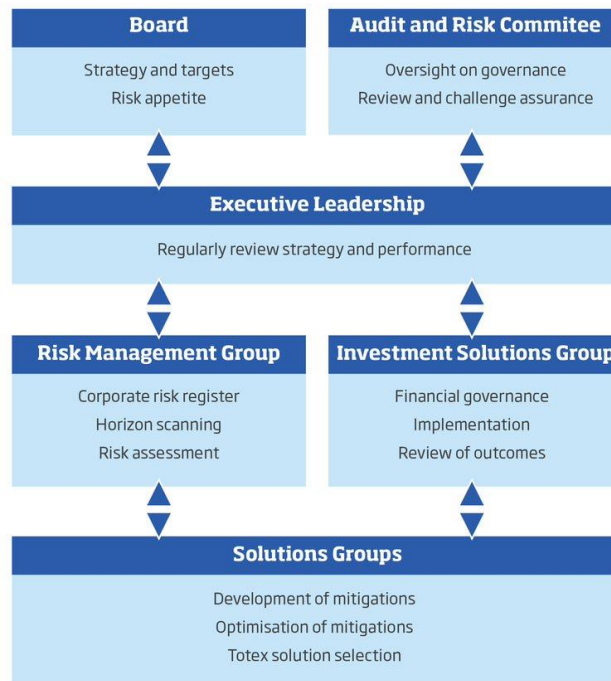 Board
Strategy and targets
Risk appetite
Audit and Risk Commitee
Oversight on governance
Review and challenge assurance
Executive Leadership
Regularly review strategy and performance
Risk Management Group
Corporate risk register
Horizon scanning
Risk assessment
Investment Solutions Group
Financial governance
Implementation
Review of outcomes
Solutions Groups
Development of mitigations
Optimisation of mitigations
Totex solution selection